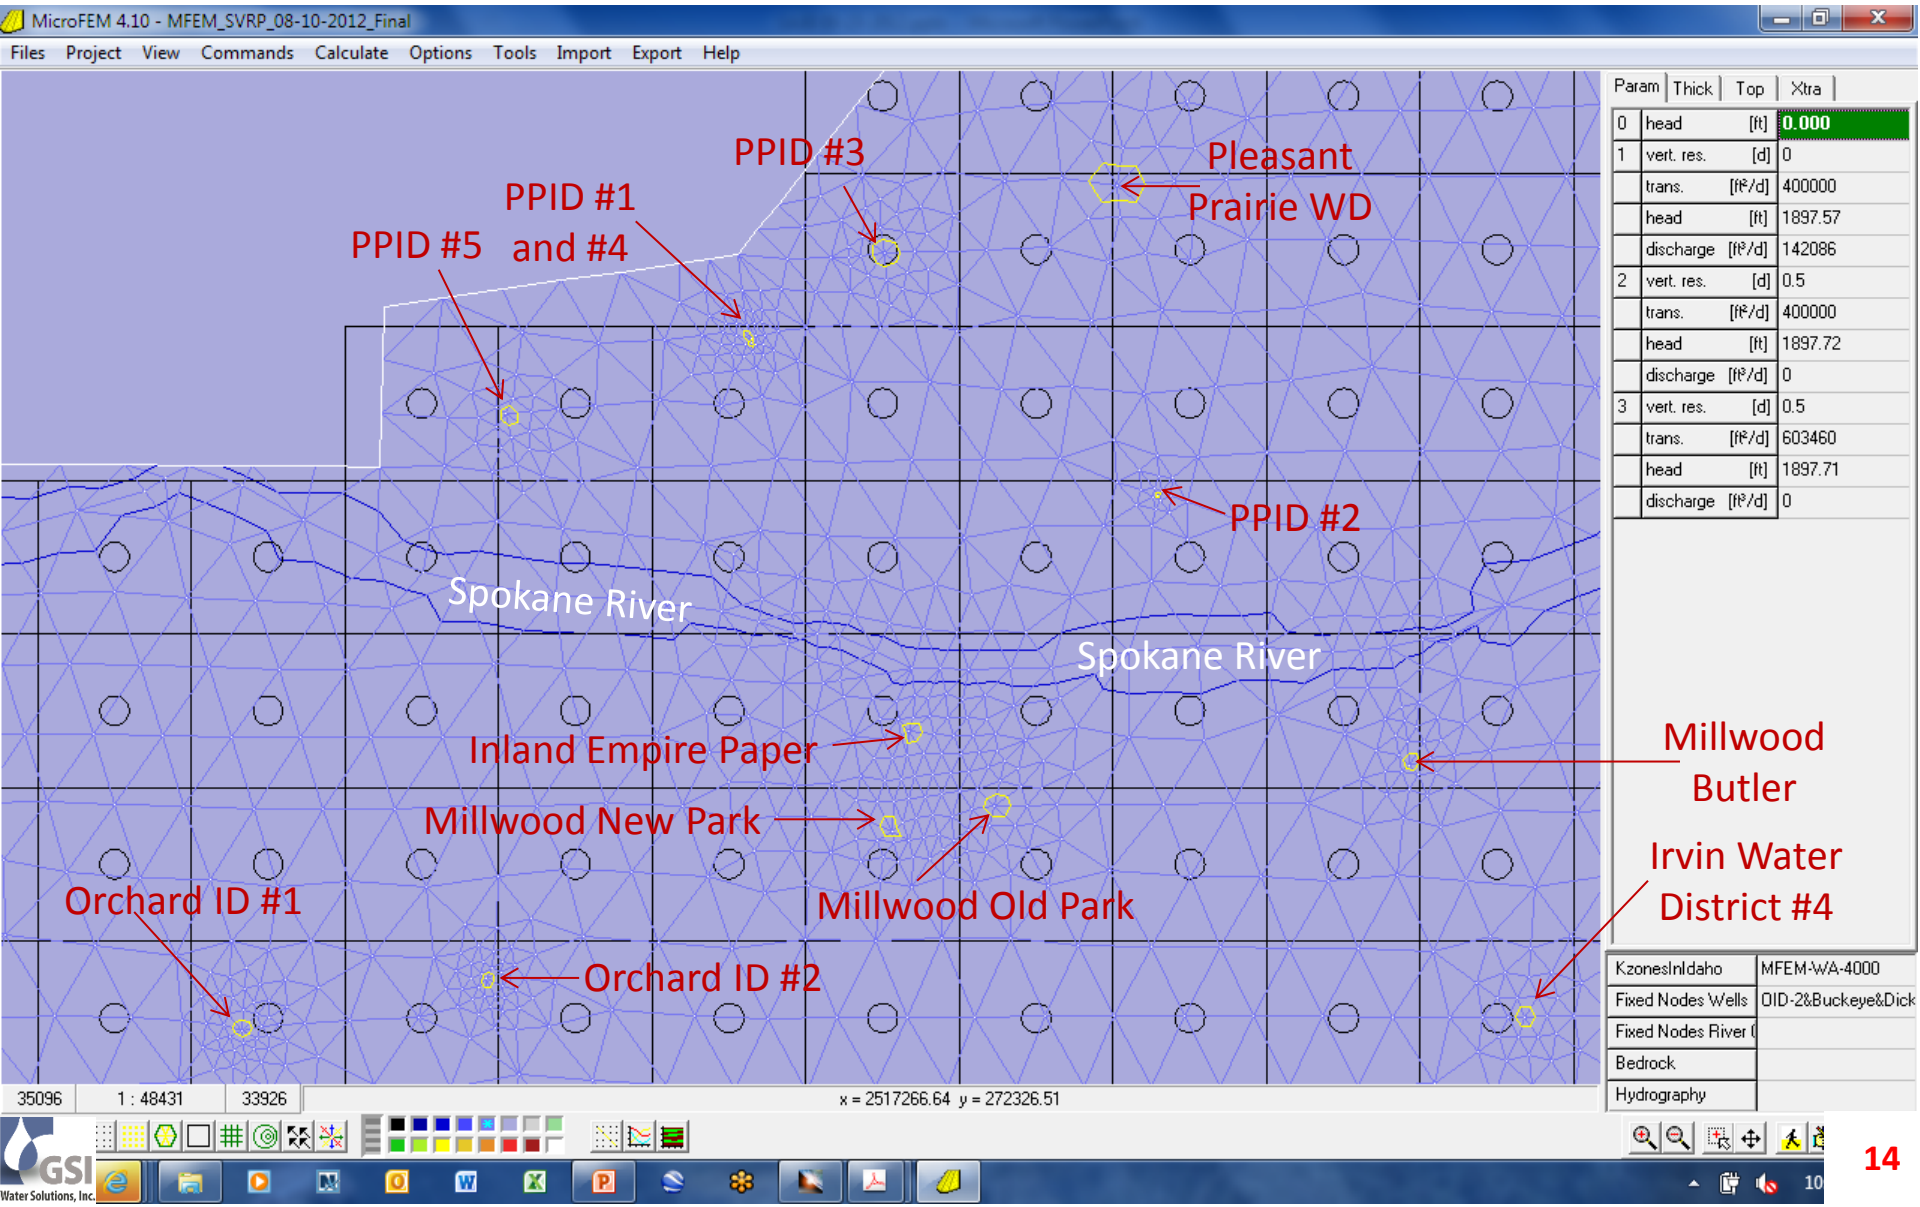 MicroFEM 4.10 - MFEM_SVRP_08-10-2012_Final
Files Project View Commands Calculate Options Tools Import Export Help
PPID #3
Pleasant
Prairie WD
PPID #1
and #4
PPID #5
PPID #2
Spokane River
Spokane River
Inland Empire Paper
Millwood
Butler
Millwood New Park
Irvin Water
District #4
Orchard ID #1
Millwood Old Park
Orchard ID #2
Param Thick Top Xtra
0 head [ft] 0.000
1 vert. res. [d] 0
trans. [ft²/d] 400000
head [ft] 1897.57
discharge [ft³/d] 142086
2 vert. res. [d] 0.5
trans. [ft²/d] 400000
head [ft] 1897.72
discharge [ft³/d] 0
3 vert. res. [d] 0.5
trans. [ft²/d] 603460
head [ft] 1897.71
discharge [ft³/d] 0
KzonesInIdaho MFEM-WA-4000
Fixed Nodes Wells OID-2&Buckeye&Dick
Fixed Nodes River
Bedrock
Hydrography
35096 1 : 48431 33926 x = 2517266.64 y = 272326.51
GSI
Water Solutions, Inc.
10
14